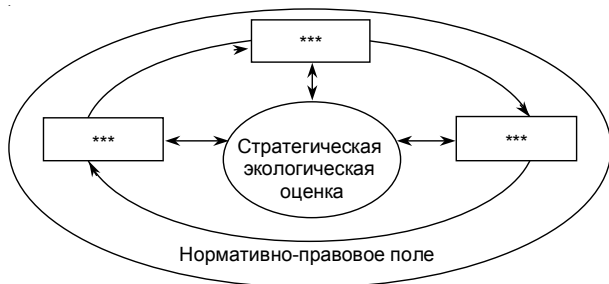 ***
***
***
Стратегическая
экологическая
оценка
Нормативно-правовое поле